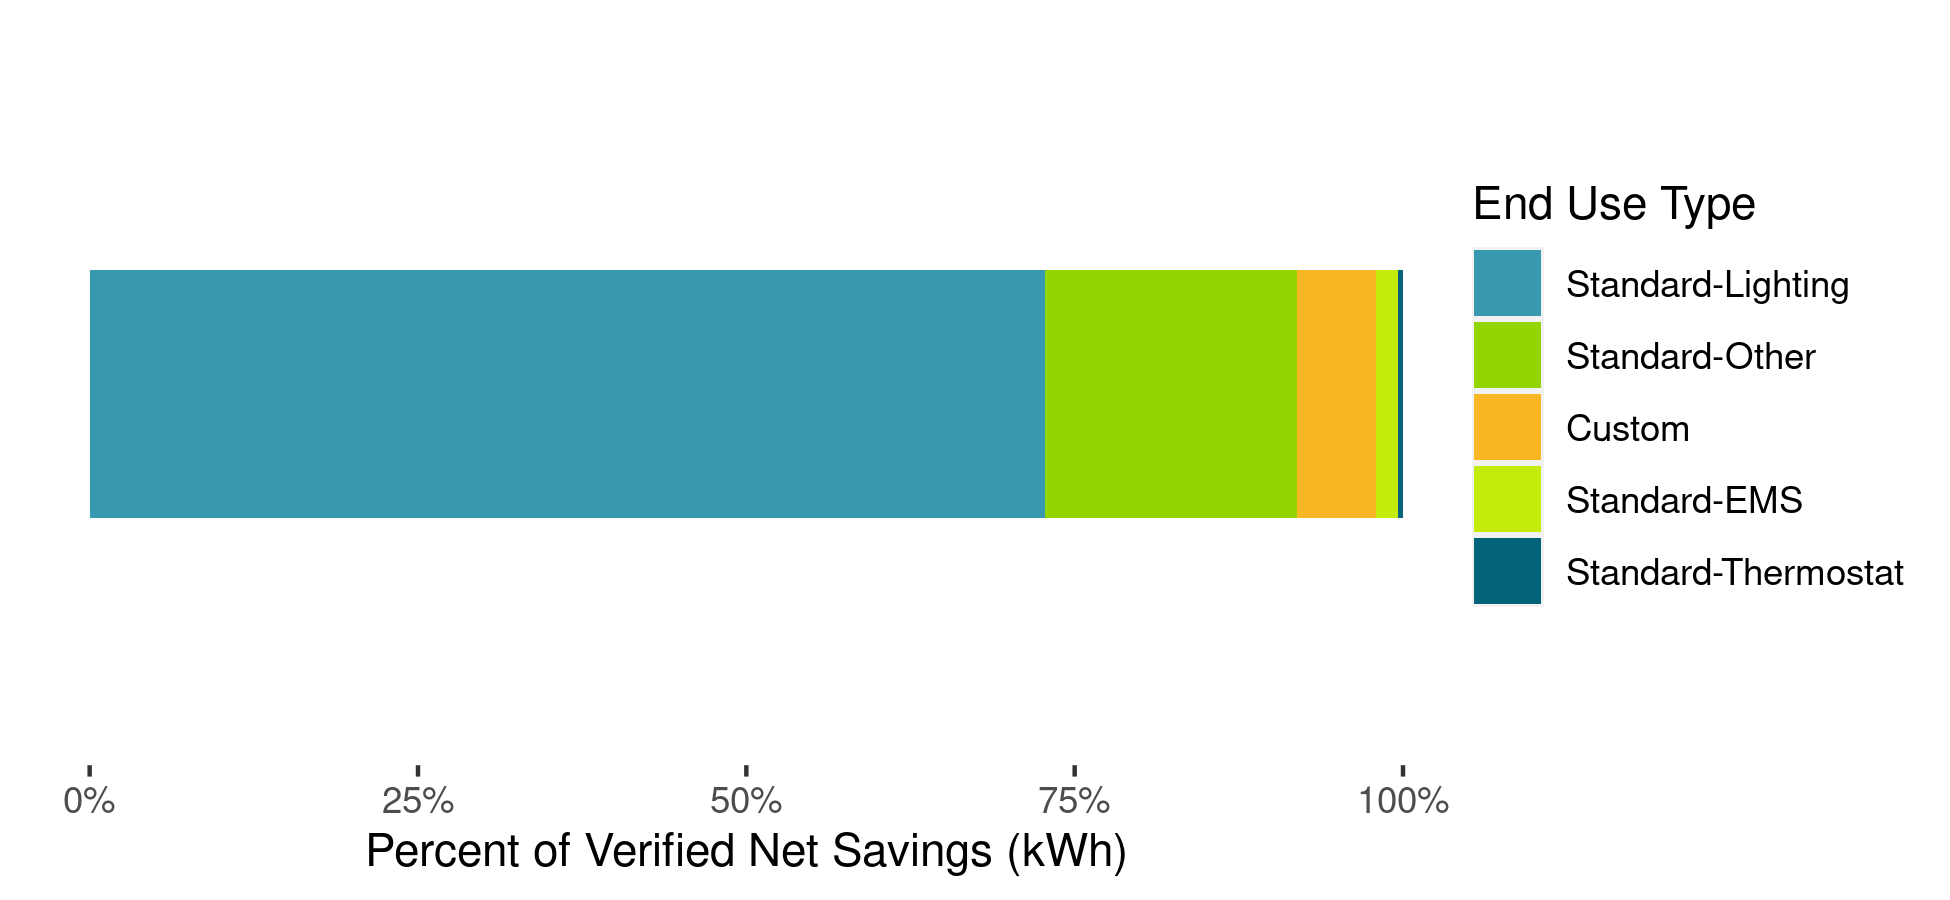 End Use Type
Standard-Lighting
Standard-Other
Custom
Standard-EMS
Standard-Thermostat
0% 25% 50% 75% 100%
Percent of Verified Net Savings (kWh)